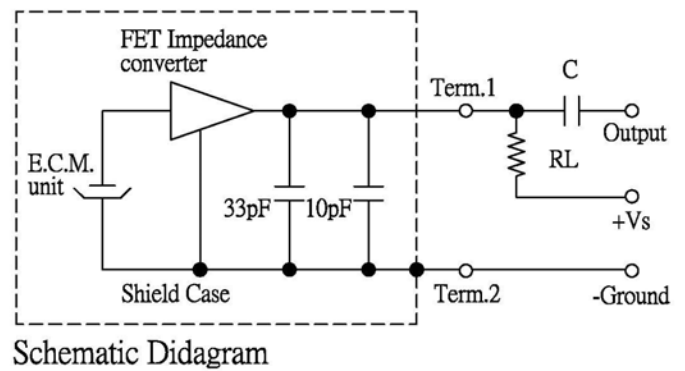 FET Impedance
converter
Term.1
C
Output
E.C.M.
unit
RL
33pF
10pF
+Vs
Shield Case
Term.2
-Ground
Schematic Didagram